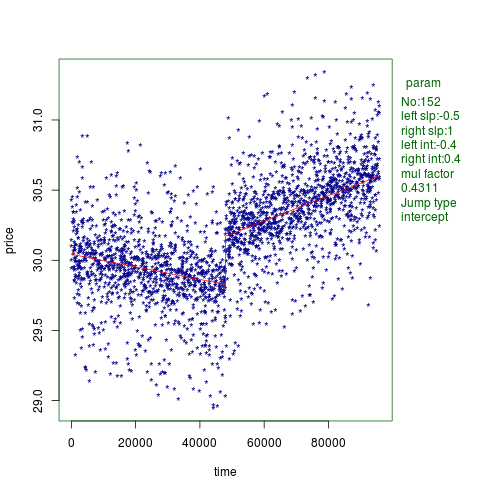 param
No:152
left slp:-0.5
right slp:1
left int:-0.4
right int:0.4
mul factor
0.4311
Jump type
intercept
price
31.0
30.5
30.0
29.5
29.0
0 20000 40000 60000 80000
time